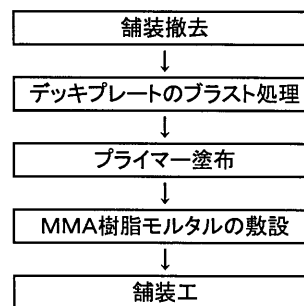 舗装撤去
↓
デッキプレートのブラスト処理
↓
プライマー塗布
↓
MMA樹脂モルタルの敷設
↓
舗装工